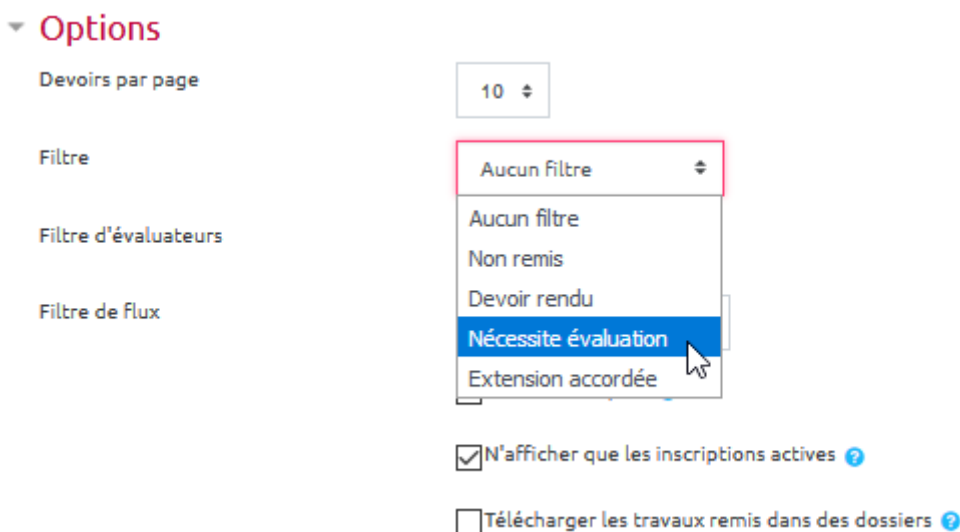 Options
Devoirs par page
10
Filtre
Aucun filtre
Aucun filtre
Non remis
Devoir rendu
Nécessite évaluation
Extension accordée
Filtre d'évaluateurs
Filtre de flux
N'afficher que les inscriptions actives
Télécharger les travaux remis dans des dossiers